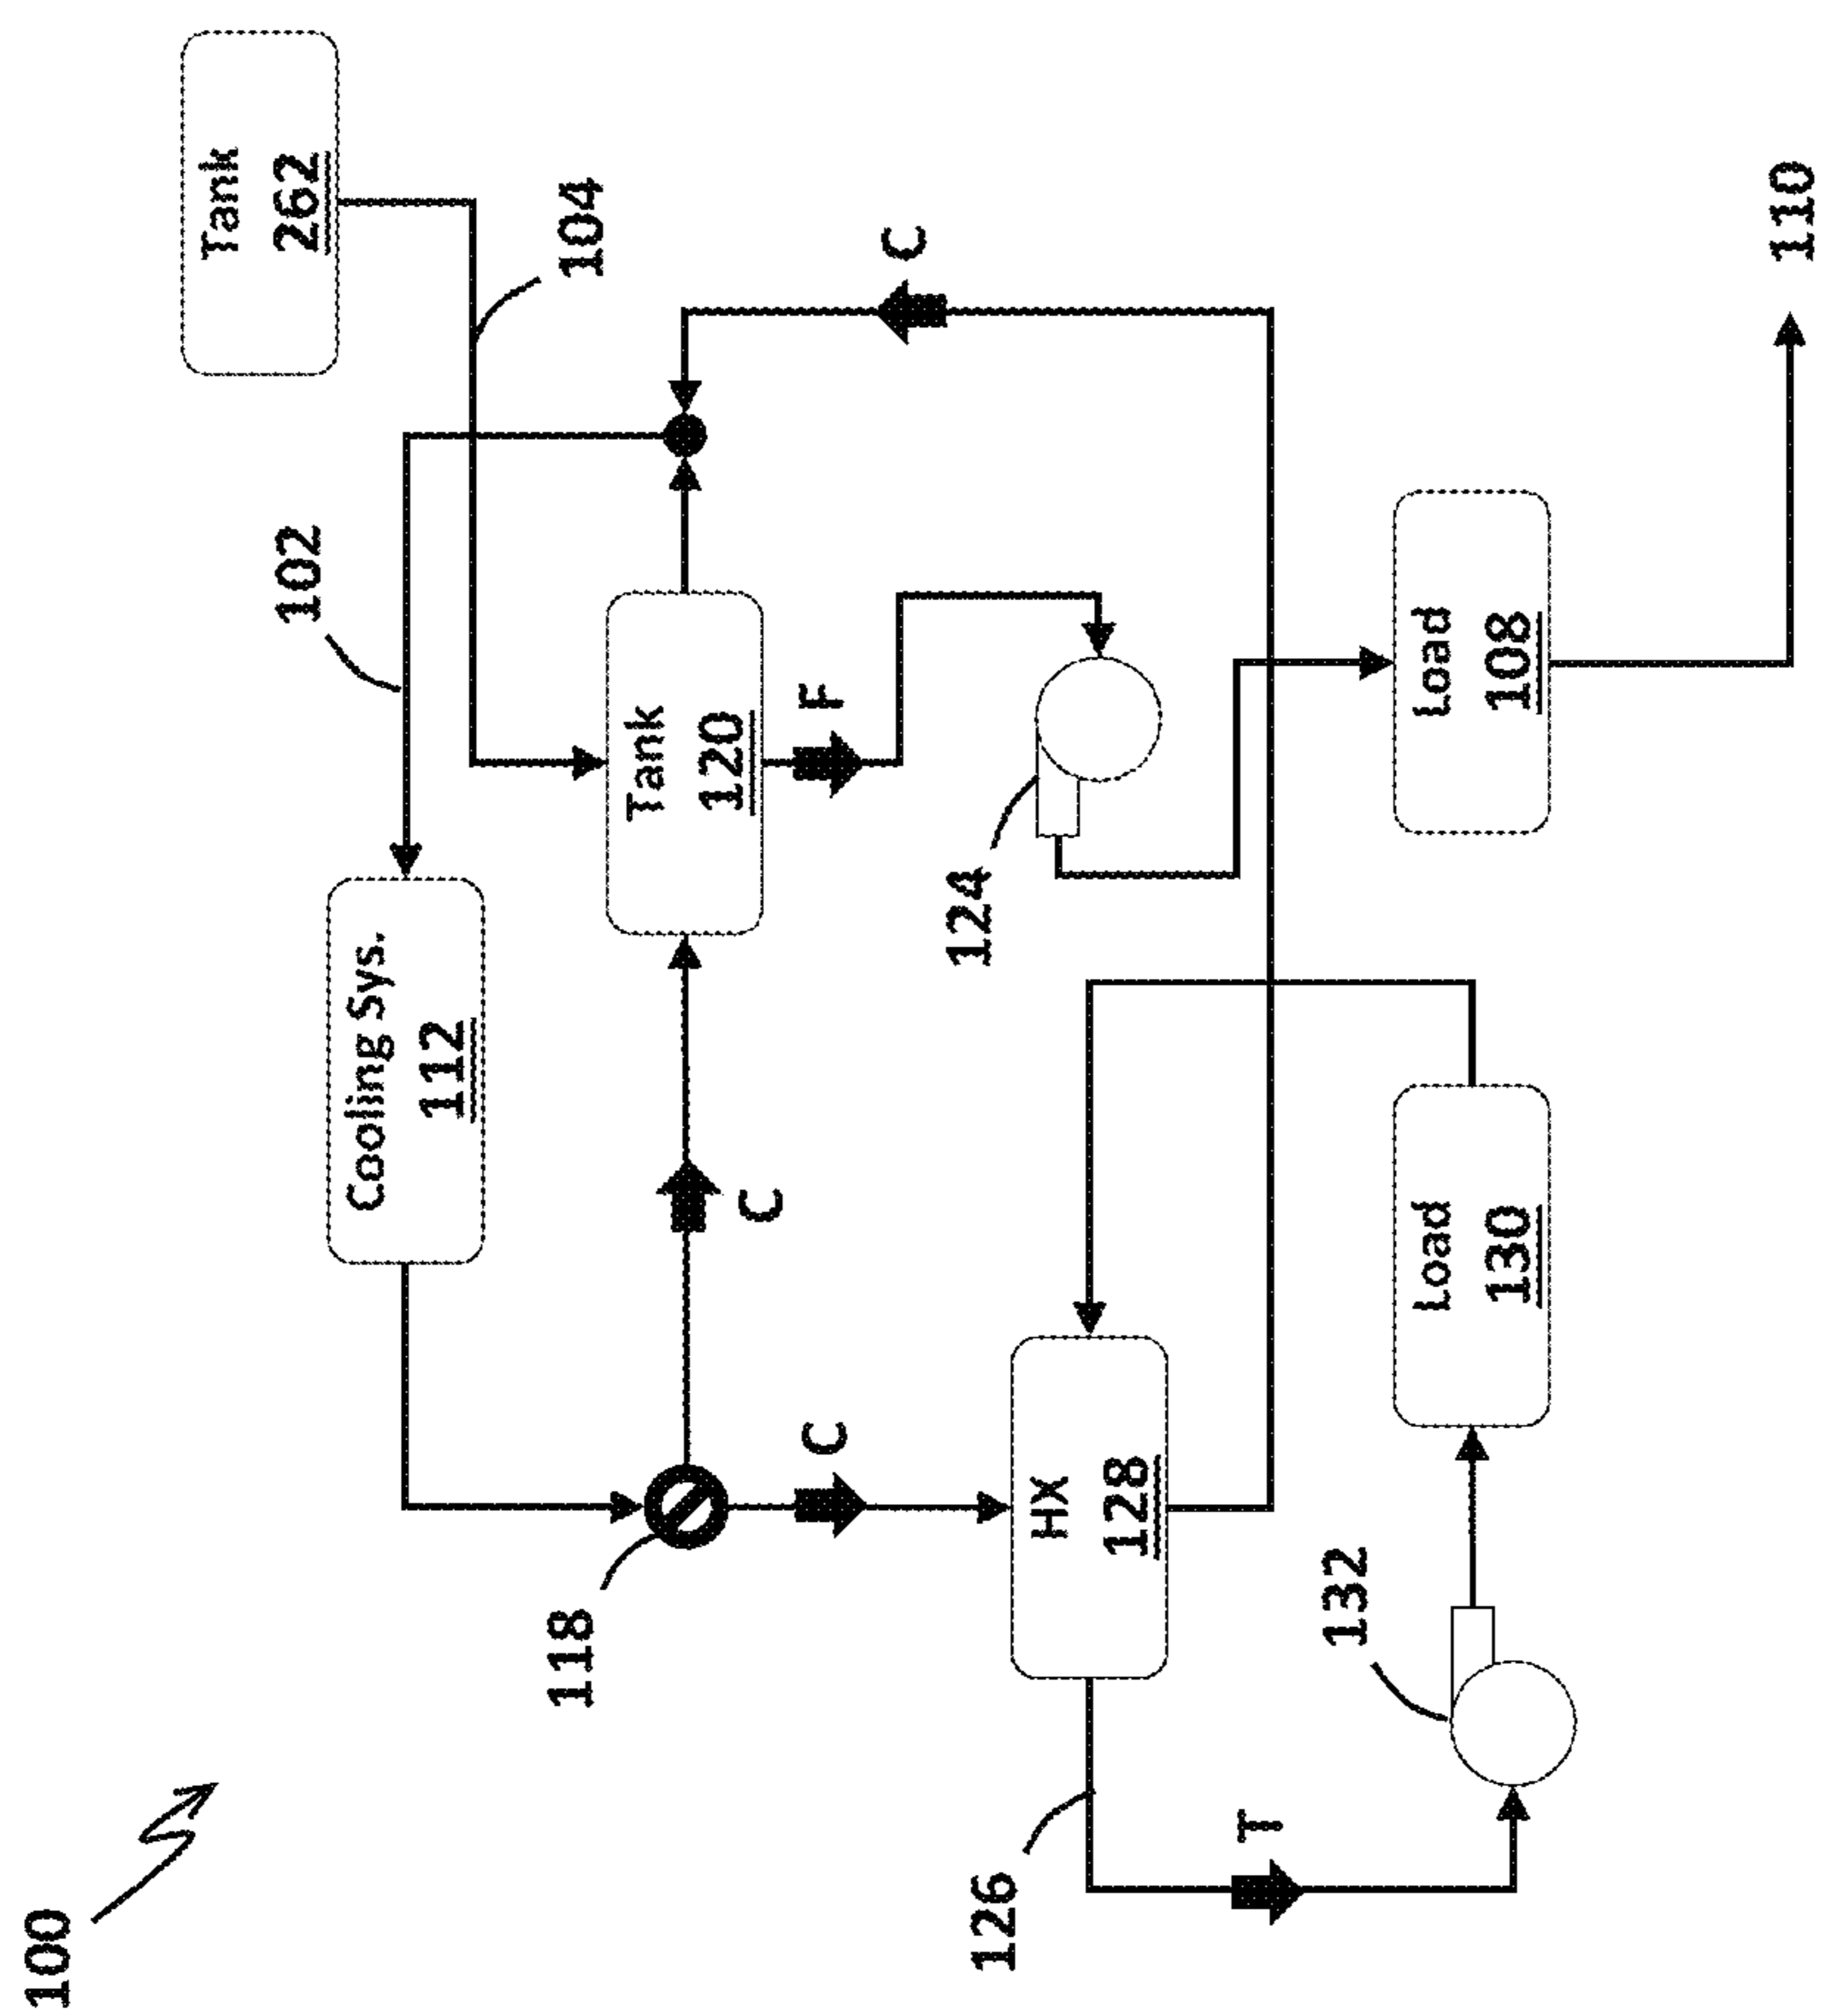 100
102
104
Tank
262
Cooling Sys.
112
118
C
Tank
120
C
C
F
126
HX
128
124
T
132
Load
130
Load
108
110